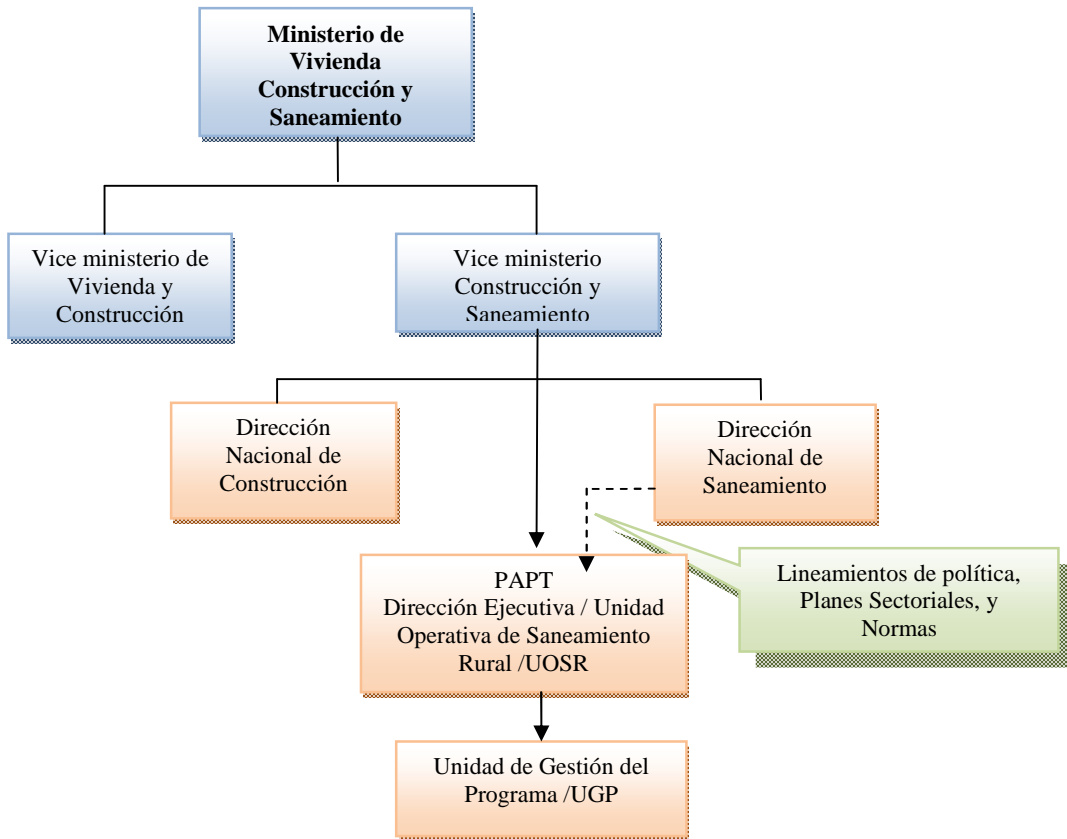 Ministerio de
Vivienda
Construcción y
Saneamiento
Vice ministerio de
Vivienda y
Construcción
Vice ministerio
Construcción y
Saneamiento
Dirección
Nacional de
Construcción
Dirección
Nacional de
Saneamiento
PAPT
Dirección Ejecutiva / Unidad
Operativa de Saneamiento
Rural /UOSR
Lineamientos de política,
Planes Sectoriales, y
Normas
Unidad de Gestión del
Programa /UGP